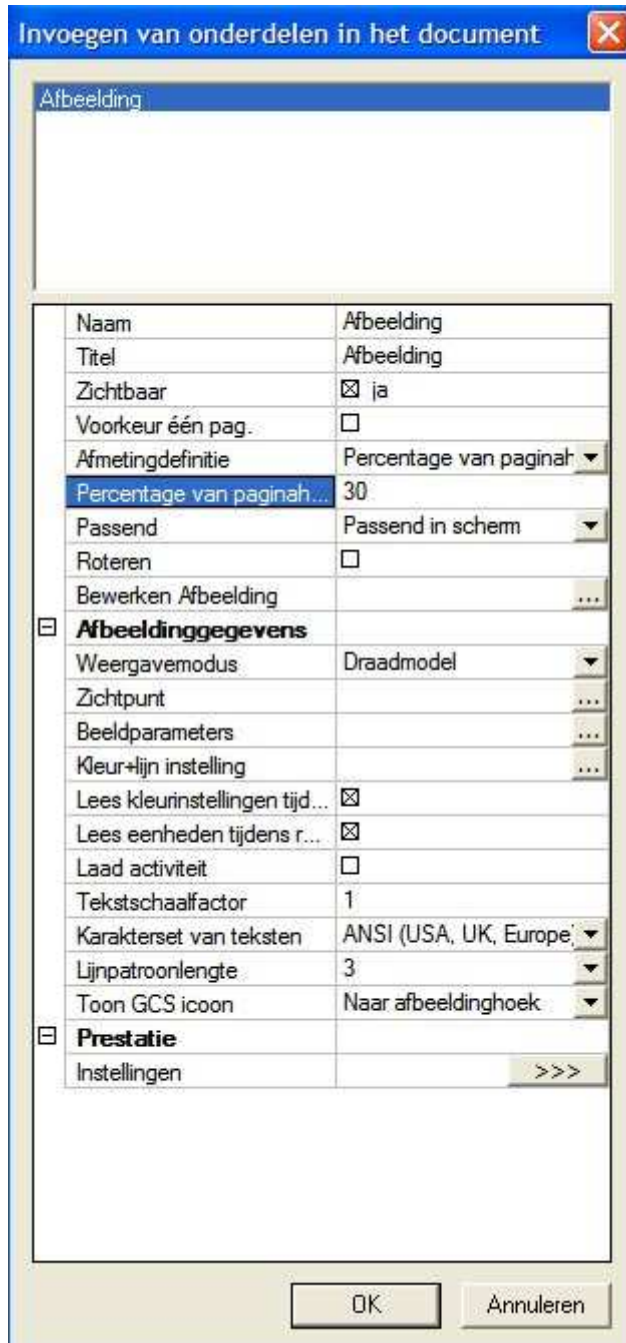 Invoegen van onderdelen in het document
Afbeelding
Naam Afbeelding
Titel Afbeelding
Zichtbaar ja
Voorkeur één pag.
Afmetingdefinitie Percentage van paginah
Percentage van paginah... 30
Passend Passend in scherm
Roteren
Bewerken Afbeelding ...
Afbeeldinggegevens
Weergavemodus Draadmodel
Zichtpunt ...
Beeldparameters ...
Kleur+lijn instelling ...
Lees kleurinstellingen tijd...
Lees eenheden tijdens r...
Laad activiteit
Tekstschaalfactor 1
Karakterset van teksten ANSI (USA, UK, Europe)
Lijnpatroonlengte 3
Toon GCS icoon Naar afbeeldinghoek
Prestatie
Instellingen >>>
OK Annuleren